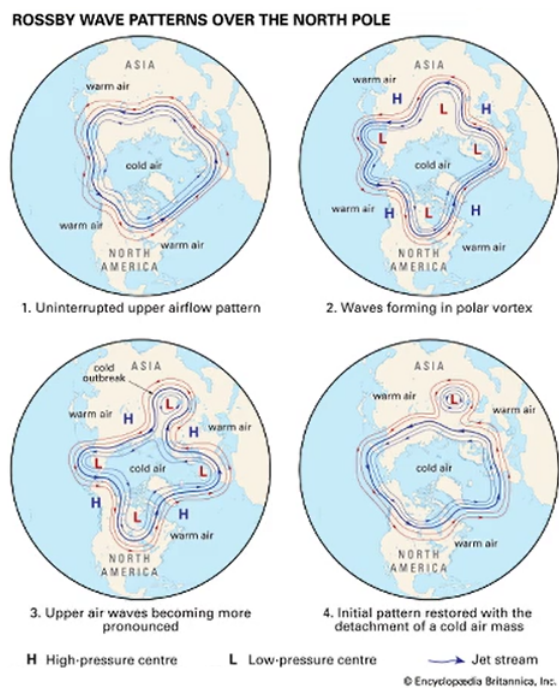 ROSSBY WAVE PATTERNS OVER THE NORTH POLE
ASIA
warm air
cold air
warm air
warm air
NORTH
AMERICA
1. Uninterrupted upper airflow pattern
ASIA
warm air
H
H
L
L
L
cold air
warm air
H
L
H
warm air
NORTH
AMERICA
2. Waves forming in polar vortex
cold
outbreak
ASIA
L
warm air
H
H
warm air
L
cold air
L
H
L
H
warm air
NORTH
AMERICA
3. Upper air waves becoming more
pronounced
ASIA
warm air
L
warm air
cold air
warm air
NORTH
AMERICA
4. Initial pattern restored with the
detachment of a cold air mass
H High-pressure centre
L Low-pressure centre
Jet stream
© Encyclopædia Britannica, Inc.